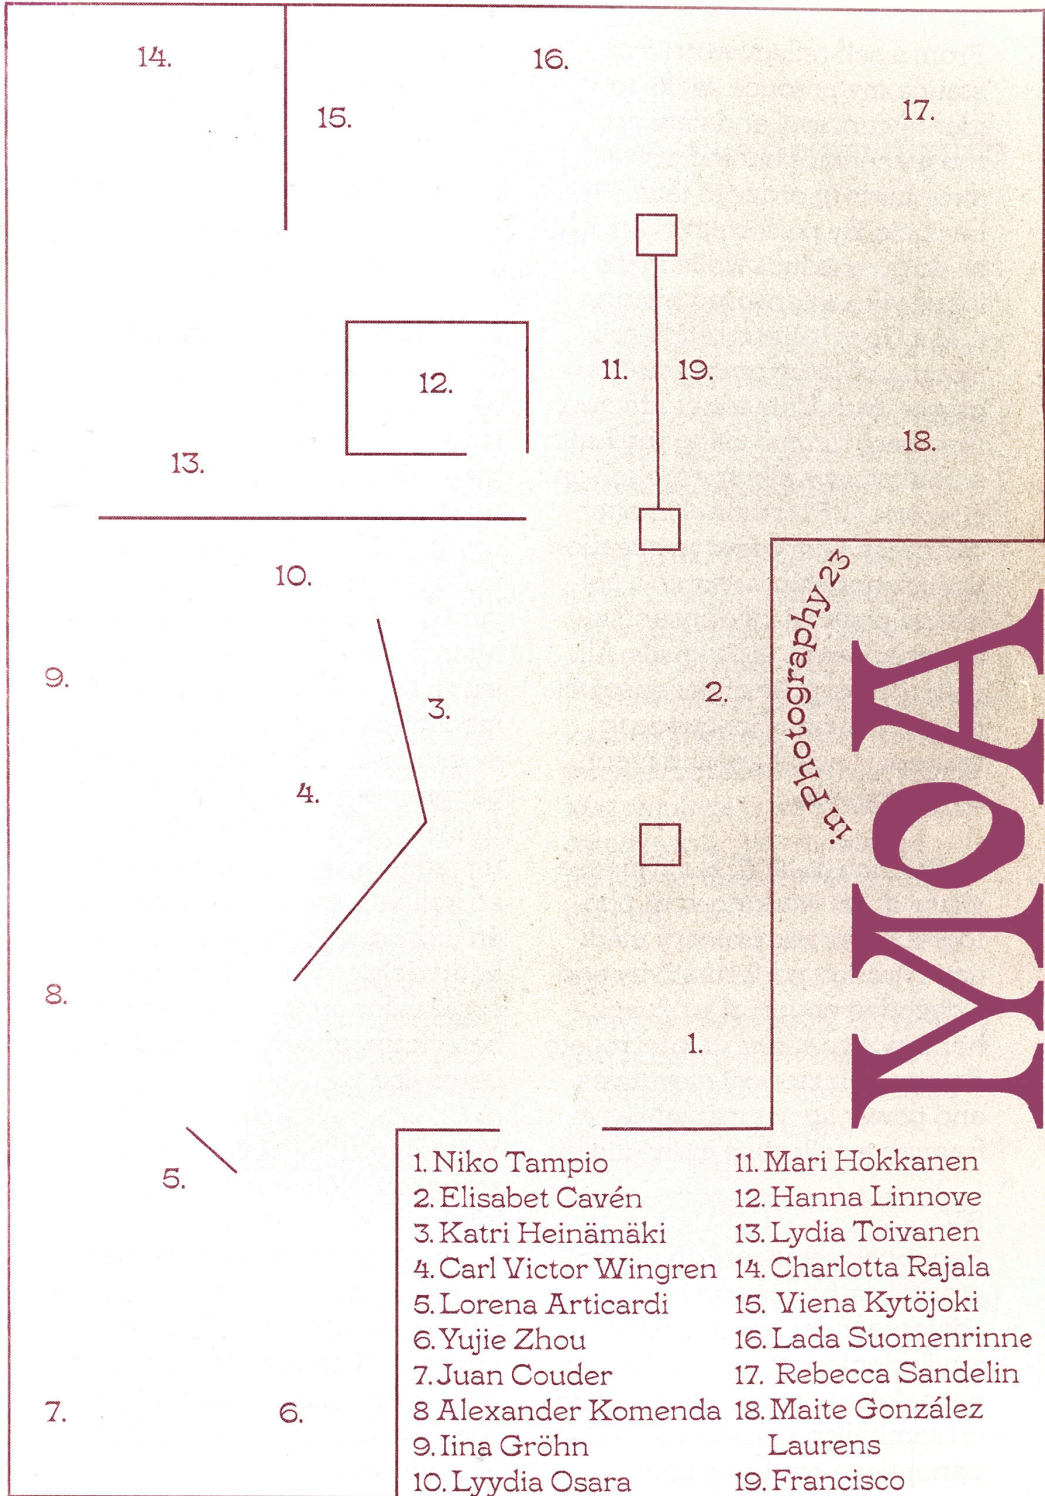 14.
16.
15.
17.
11.
19.
12.
18.
13.
10.
in Photography 23
MoA
9.
2.
3.
4.
8.
1.
5.
7.
6.
1. Niko Tampio
2. Elisabet Cavén
3. Katri Heinämäki
4. Carl Victor Wingren
5. Lorena Articardi
6. Yujie Zhou
7. Juan Couder
8 Alexander Komenda
9. Iina Gröhn
10. Lyydia Osara
11. Mari Hokkanen
12. Hanna Linnove
13. Lydia Toivanen
14. Charlotta Rajala
15. Viena Kytöjoki
16. Lada Suomenrinne
17. Rebecca Sandelin
18. Maite González
Laurens
19. Francisco